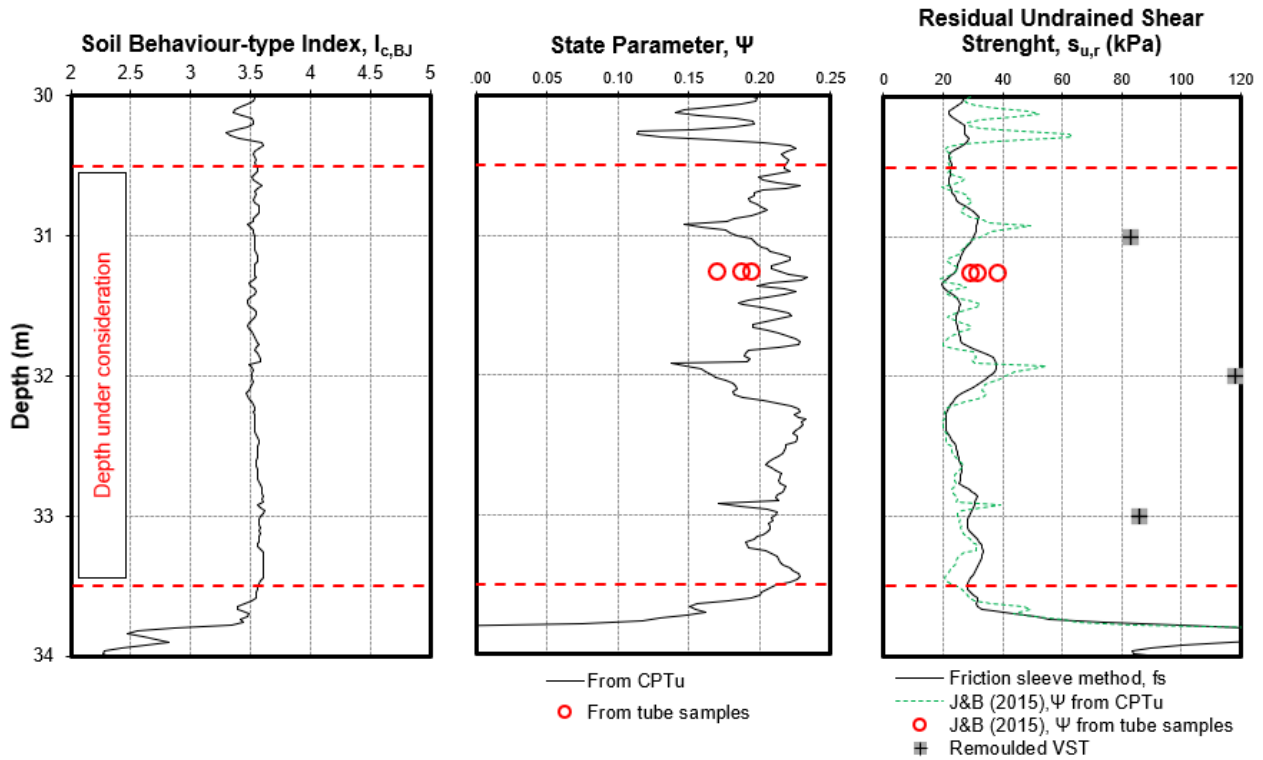 Soil Behaviour-type Index, Ic,BJ
2 2.5 3 3.5 4 4.5 5
30
31
32
33
34
Depth (m)
Depth under consideration
State Parameter, Ψ
.00 0.05 0.10 0.15 0.20 0.25
From CPTu
From tube samples
Residual Undrained Shear
Strenght, su,r (kPa)
0 20 40 60 80 100 120
Friction sleeve method, fs
J&B (2015),Ψ from CPTu
J&B (2015), Ψ from tube samples
Remoulded VST